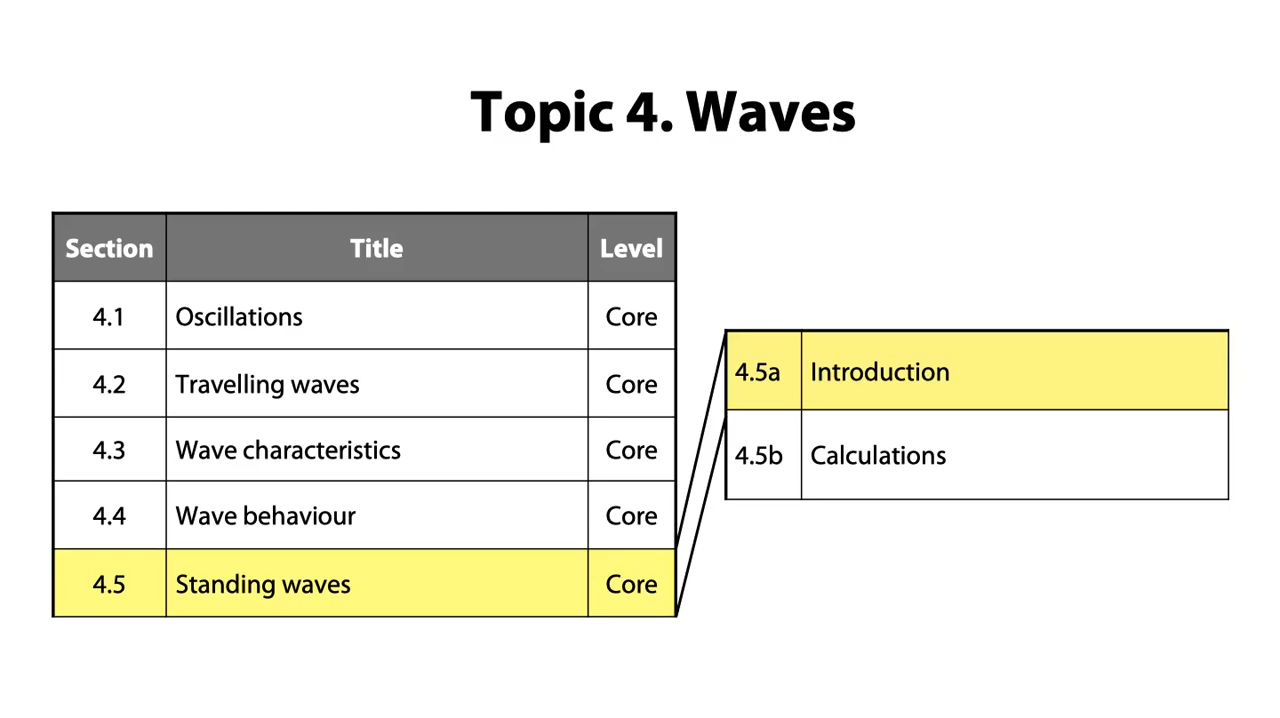 Topic 4. Waves
Section Title Level
4.1 Oscillations Core
4.2 Travelling waves Core
4.3 Wave characteristics Core
4.4 Wave behaviour Core
4.5 Standing waves Core
4.5a Introduction
4.5b Calculations